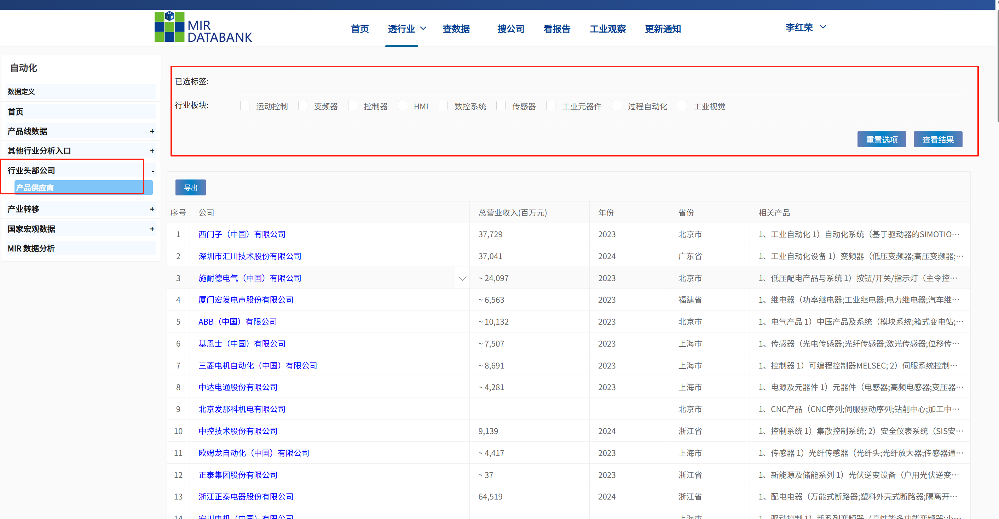 MIR
MIR
DATABANK
首页 透行业 查数据 搜公司 看报告 工业观察 更新通知 李红荣
自动化
数据定义
首页
产品线数据 +
其他行业分析入口 +
行业头部公司 -
产品供应商
产业转移 +
国家宏观数据 +
MIR 数据分析
已选标签:
行业板块: 运动控制 变频器 控制器 HMI 数控系统 传感器 工业元器件 过程自动化 工业视觉
重置选项 查看结果
导出
序号 公司 总营业收入(百万元) 年份 省份 相关产品
1 西门子（中国）有限公司 37,729 2023 北京市 1、工业自动化 1）自动化系统（基于驱动器的SIMOTIO…
2 深圳市汇川技术股份有限公司 37,041 2024 广东省 1、工业自动化设备 1）变频器（低压变频器;高压变频器;…
3 施耐德电气（中国）有限公司 ~ 24,097 2023 北京市 1、低压配电产品与系统 1）按钮/开关/指示灯（主令控…
4 厦门宏发电声股份有限公司 ~ 6,563 2023 福建省 1、继电器（功率继电器;工业继电器;电力继电器;汽车继…
5 ABB（中国）有限公司 ~ 10,132 2023 北京市 1、电气产品 1）中压产品及系统（模块系统;箱式变电站;…
6 基恩士（中国）有限公司 ~ 7,507 2023 上海市 1、传感器（光电传感器;光纤传感器;激光传感器;位移传…
7 三菱电机自动化（中国）有限公司 ~ 8,691 2023 上海市 1、控制器 1）可编程控制器MELSEC; 2）伺服系统控制…
8 中达电通股份有限公司 ~ 4,281 2023 上海市 1、电源及元器件 1）元器件（电感器;高频电感器;变压器…
9 北京发那科机电有限公司 北京市 1、CNC产品（CNC序列;伺服驱动序列;钻削中心;加工中…
10 中控技术股份有限公司 9,139 2024 浙江省 1、控制系统 1）集散控制系统; 2）安全仪表系统（SIS安…
11 欧姆龙自动化（中国）有限公司 ~ 4,417 2023 上海市 1、传感器 1）光纤传感器（光纤头;光纤放大器;传感器通…
12 正泰集团股份有限公司 ~ 37 2023 浙江省 1、新能源及储能系列 1）光伏逆变设备（户用光伏逆变…
13 浙江正泰电器股份有限公司 64,519 2024 浙江省 1、配电电器（万能式断路器;塑料外壳式断路器;隔离开…
14 安川电机（中国）有限公司 上海市 1、驱动控制 1）新系列变频器（高性能多功能变频器;小…